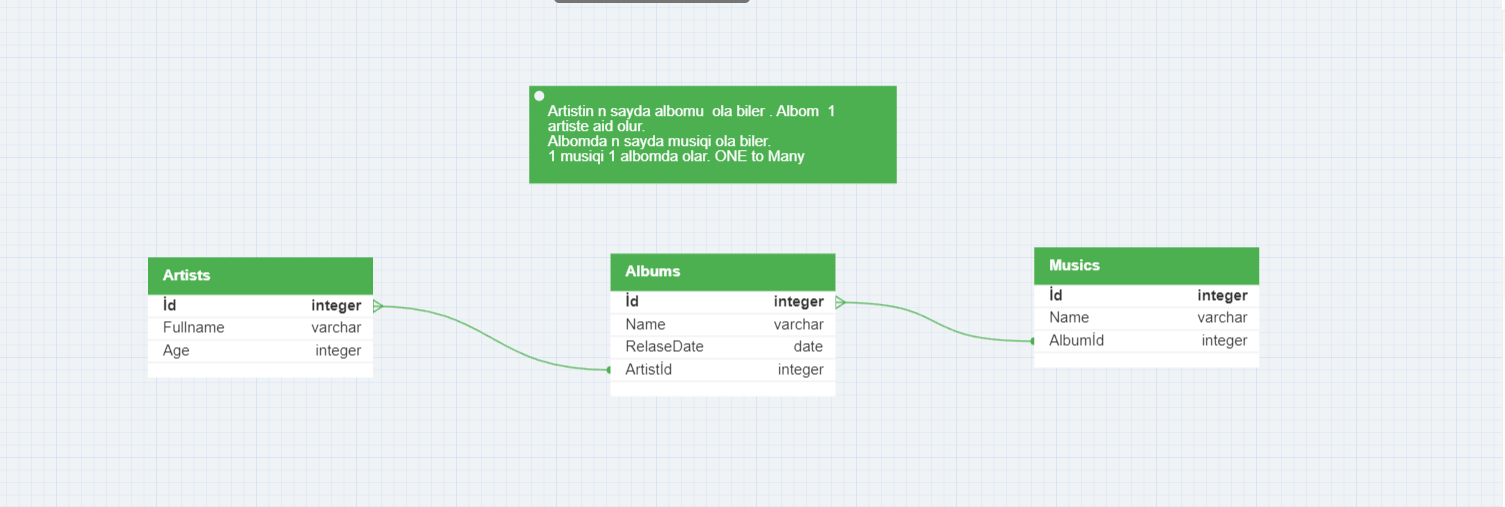 Artistin n sayda albomu  ola biler . Albom  1
artiste aid olur.
Albomda n sayda musiqi ola biler.
1 musiqi 1 albomda olar. ONE to Many
Artists
İd integer
Fullname varchar
Age integer
Albums
İd integer
Name varchar
RelaseDate date
Artistİd integer
Musics
İd integer
Name varchar
Albumİd integer